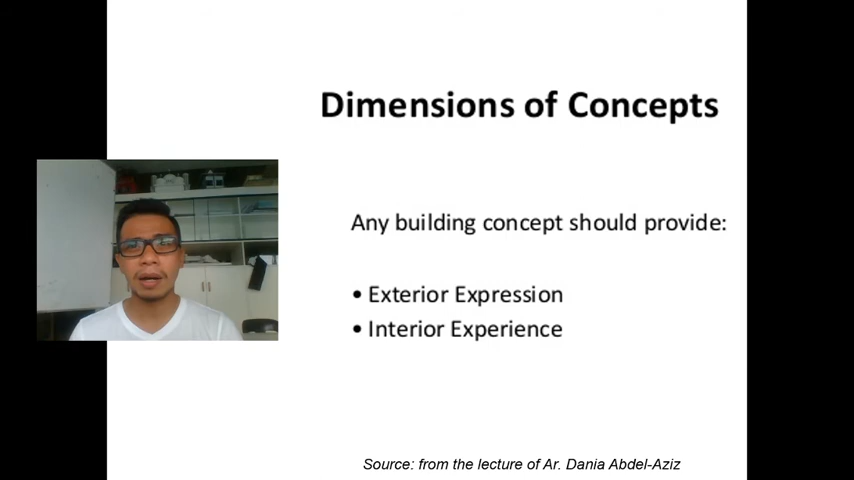 Dimensions of Concepts
Any building concept should provide:
• Exterior Expression
• Interior Experience
Source: from the lecture of Ar. Dania Abdel-Aziz